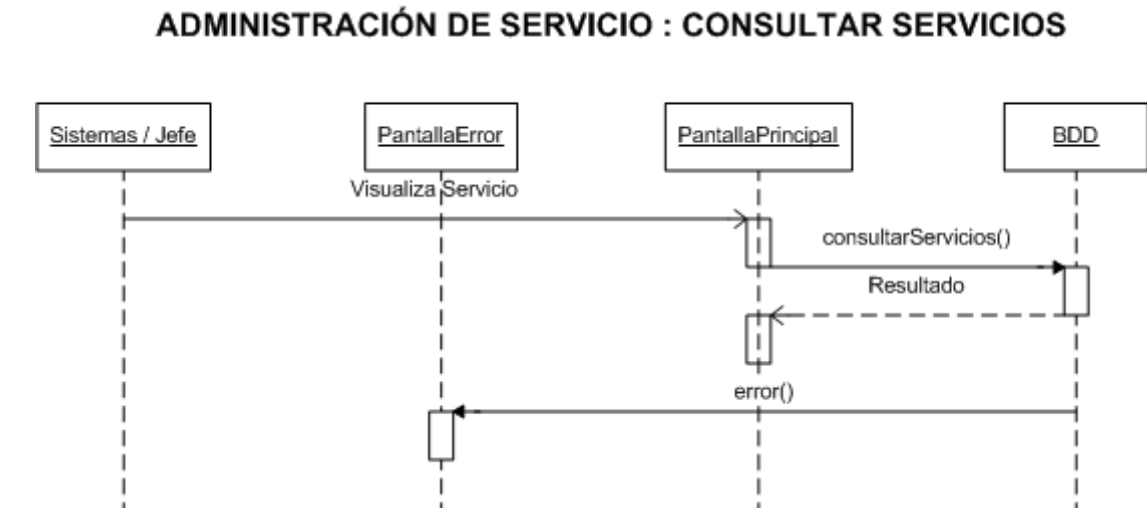 ADMINISTRACIÓN DE SERVICIO : CONSULTAR SERVICIOS
Sistemas / Jefe
PantallaError
PantallaPrincipal
BDD
Visualiza Servicio
consultarServicios()
Resultado
error()